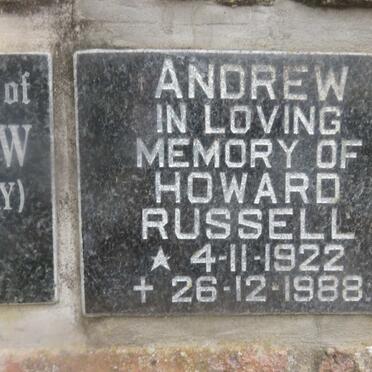 of
W
Y)
ANDREW
IN LOVING
MEMORY OF
HOWARD
RUSSELL
★ 4-11-1922
+ 26-12-1988.